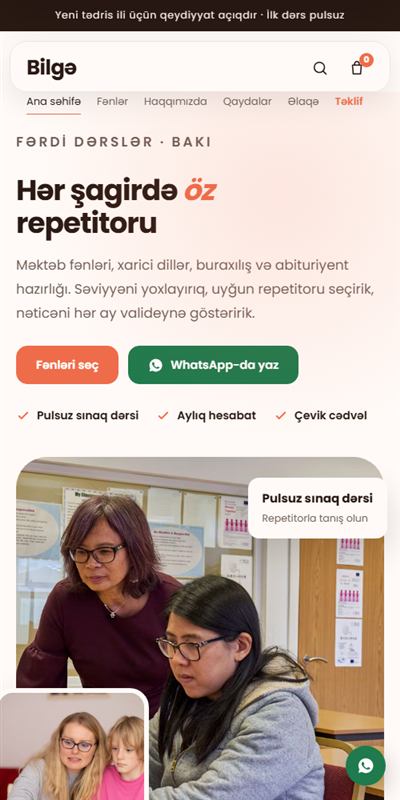 Yeni tədris ili üçün qeydiyyat açıqdır · İlk dərs pulsuz
Bilgə
0
Ana səhifə Fənlər Haqqımızda Qaydalar Əlaqə Təklif
FƏRDİ DƏRSLƏR · BAKI
Hər şagirdə öz
repetitoru
Məktəb fənləri, xarici dillər, buraxılış və abituriyent
hazırlığı. Səviyyəni yoxlayırıq, uyğun repetitoru seçirik,
nəticəni hər ay valideynə göstəririk.
Fənləri seç
WhatsApp-da yaz
Pulsuz sınaq dərsi Aylıq hesabat Çevik cədvəl
Pulsuz sınaq dərsi
Repetitorla tanış olun